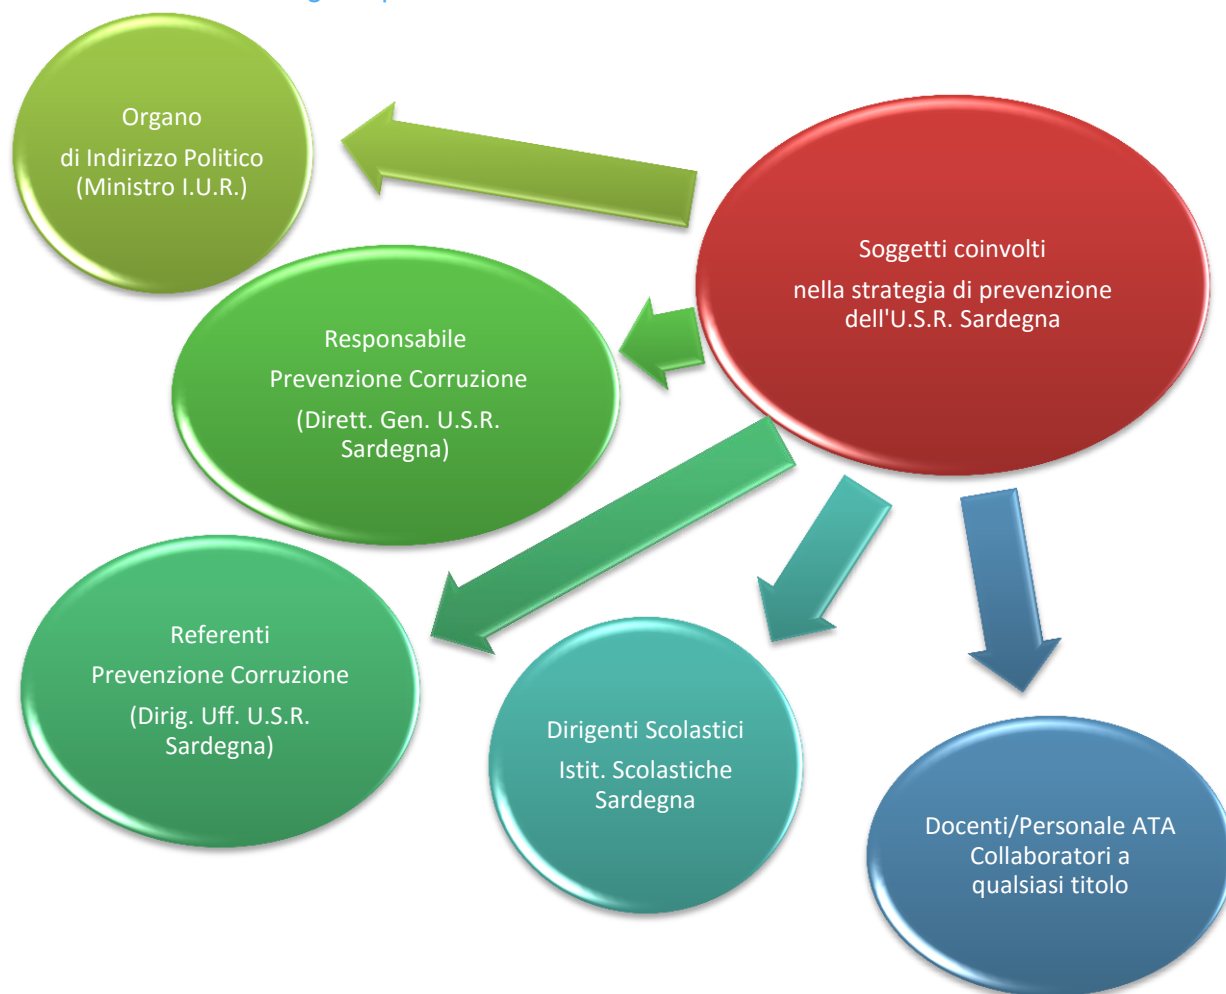 Organo
di Indirizzo Politico
(Ministro I.U.R.)
Soggetti coinvolti
nella strategia di prevenzione
dell'U.S.R. Sardegna
Responsabile
Prevenzione Corruzione
(Dirett. Gen. U.S.R.
Sardegna)
Referenti
Prevenzione Corruzione
(Dirig. Uff. U.S.R.
Sardegna)
Dirigenti Scolastici
Istit. Scolastiche
Sardegna
Docenti/Personale ATA
Collaboratori a
qualsiasi titolo